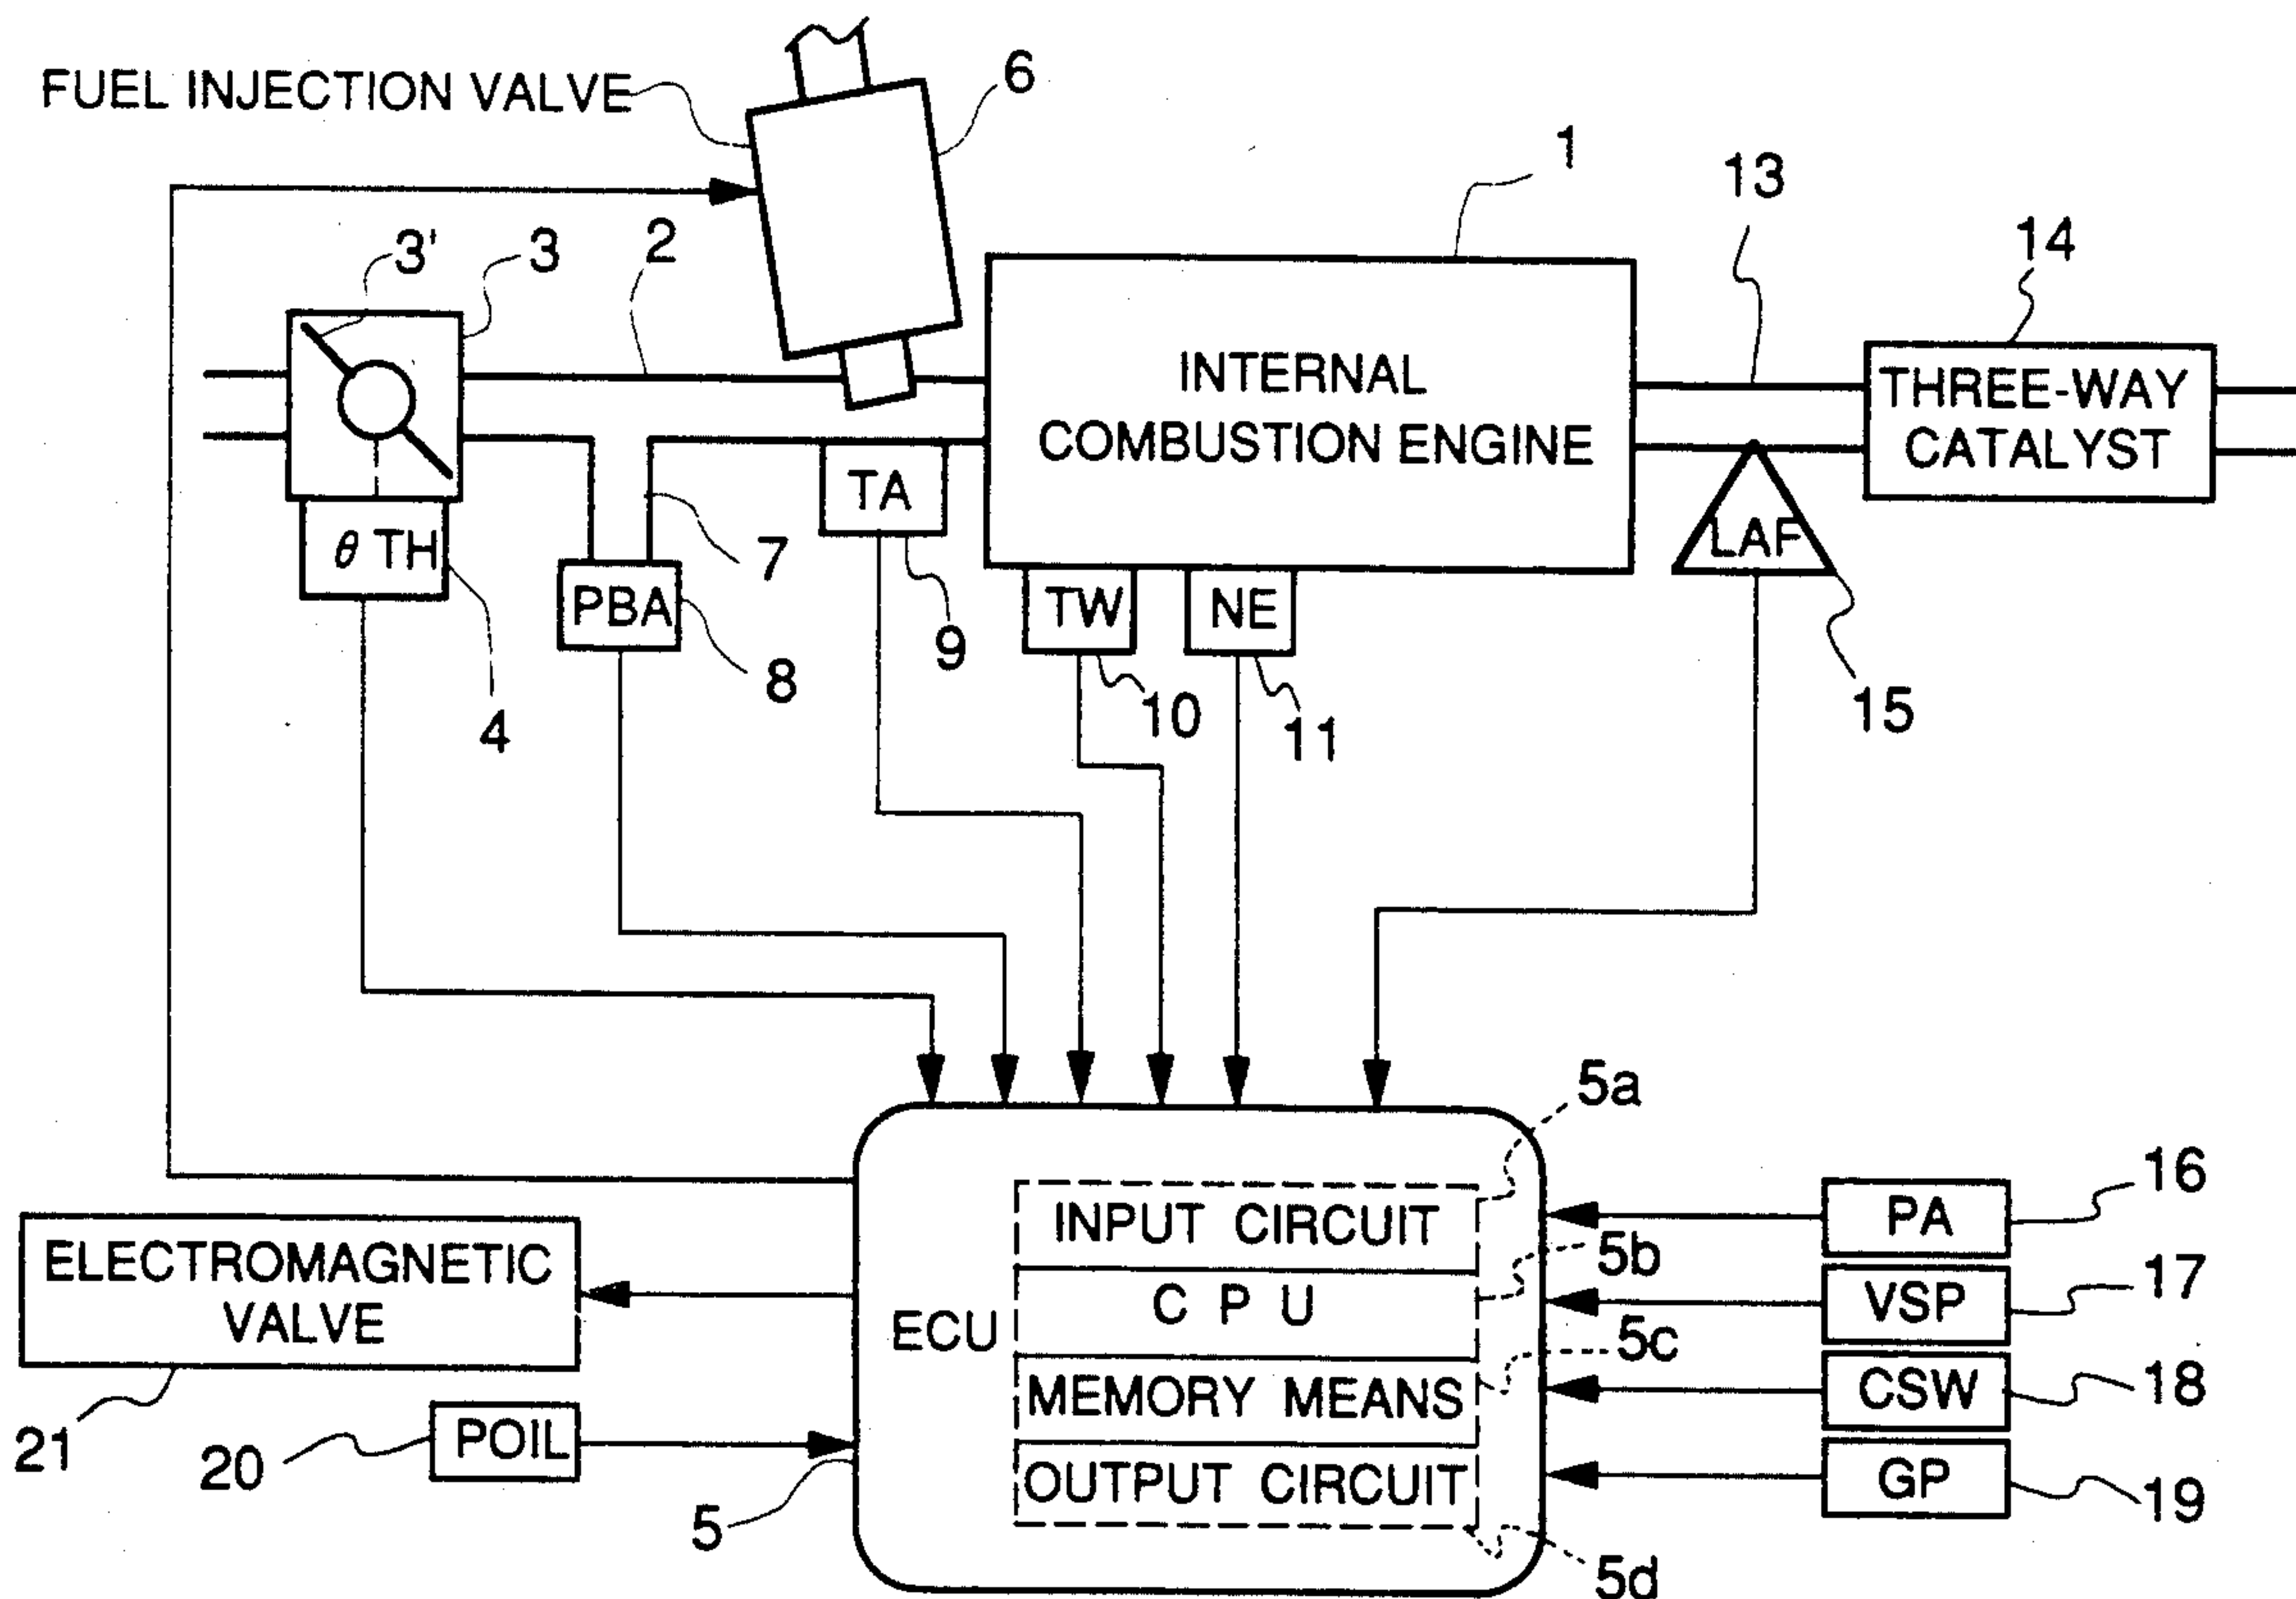 FUEL INJECTION VALVE
6
1
13
14
3'
3
2
INTERNAL
COMBUSTION ENGINE
THREE-WAY
CATALYST
θ TH
TA
LAF
7
PBA
TW
NE
9
8
4
10
11
15
5a
INPUT CIRCUIT
5b
PA
16
ELECTROMAGNETIC
VALVE
ECU
C P U
VSP
17
5c
MEMORY MEANS
CSW
18
21
20
POIL
OUTPUT CIRCUIT
GP
19
5
5d